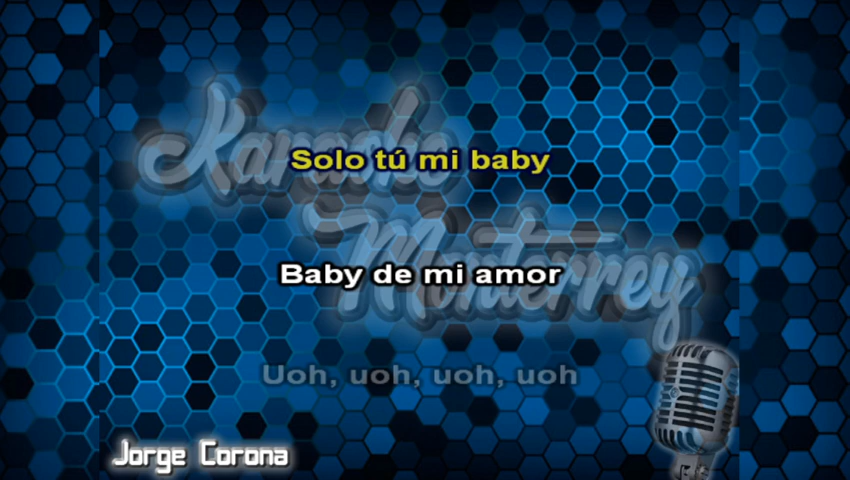 Karaoke
Solo tú mi baby
Monterrey
Baby de mi amor
Uoh, uoh, uoh, uoh
Jorge Corona